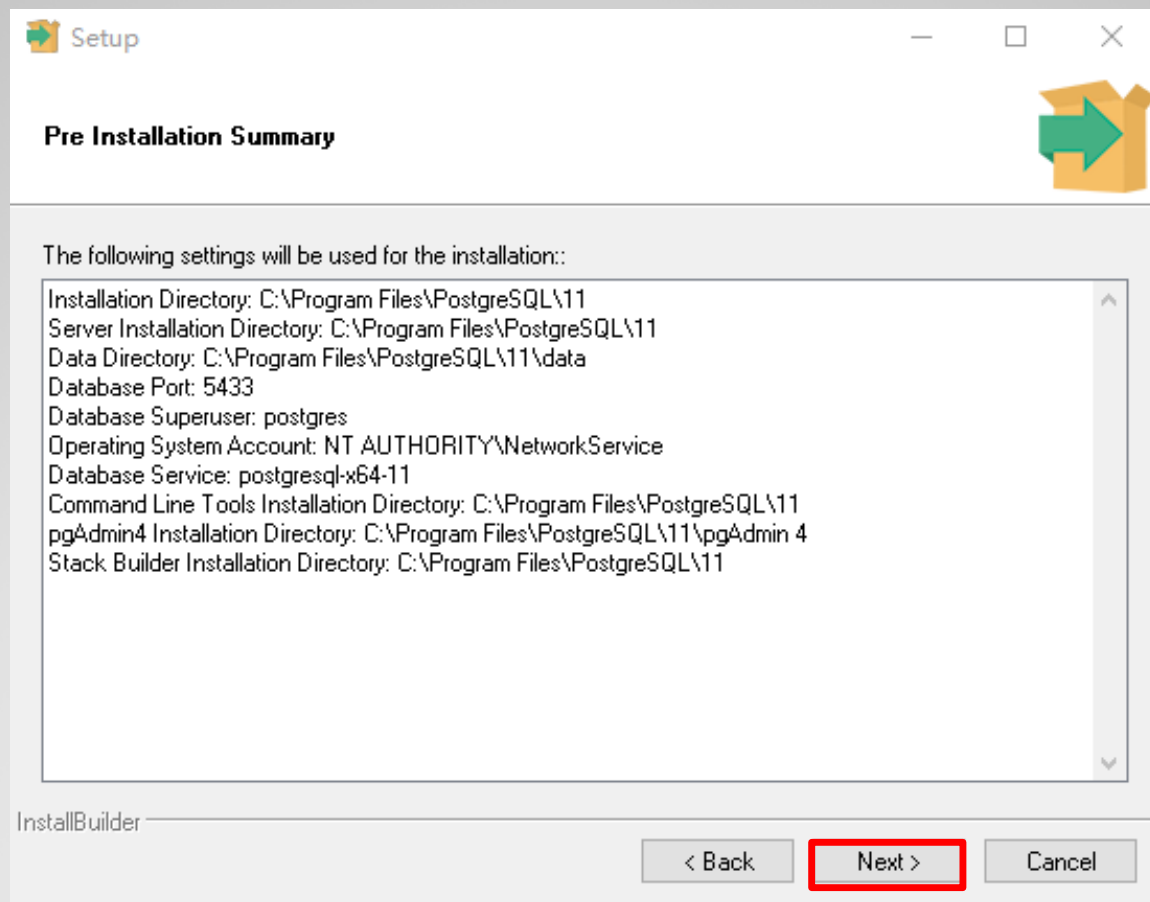 Setup
Pre Installation Summary
The following settings will be used for the installation::
Installation Directory: C:\Program Files\PostgreSQL\11
Server Installation Directory: C:\Program Files\PostgreSQL\11
Data Directory: C:\Program Files\PostgreSQL\11\data
Database Port: 5433
Database Superuser: postgres
Operating System Account: NT AUTHORITY\NetworkService
Database Service: postgresql-x64-11
Command Line Tools Installation Directory: C:\Program Files\PostgreSQL\11
pgAdmin4 Installation Directory: C:\Program Files\PostgreSQL\11\pgAdmin 4
Stack Builder Installation Directory: C:\Program Files\PostgreSQL\11
InstallBuilder
< Back Next > Cancel